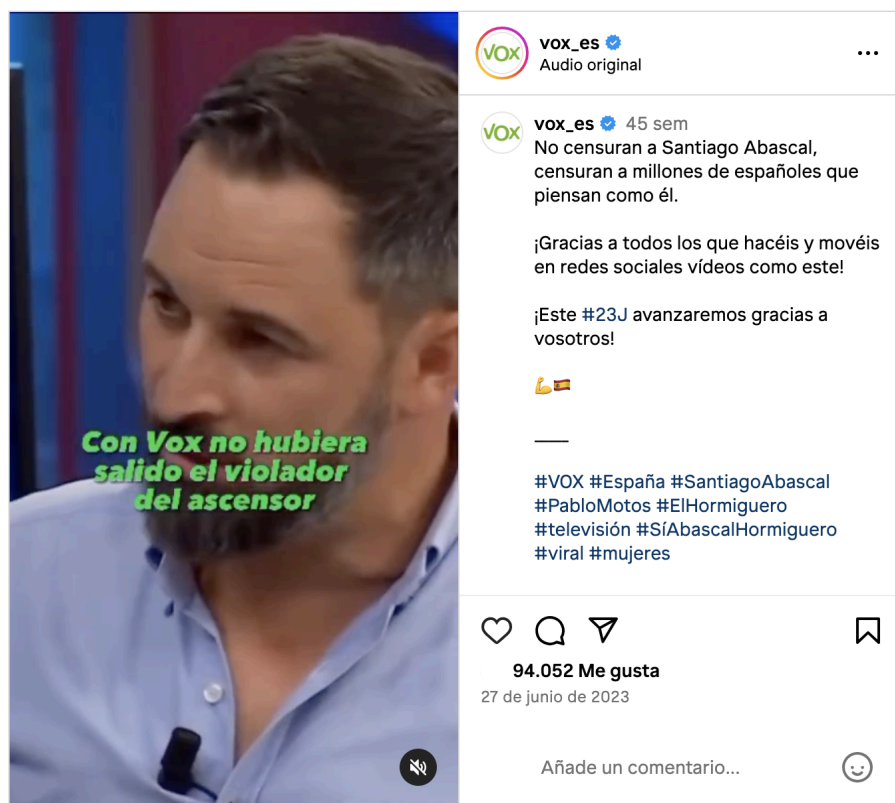 Con Vox no hubiera
salido el violador
del ascensor
VOX
vox_es
Audio original
VOX
vox_es 45 sem
No censuran a Santiago Abascal,
censuran a millones de españoles que
piensan como él.
¡Gracias a todos los que hacéis y movéis
en redes sociales vídeos como este!
¡Este #23J avanzaremos gracias a
vosotros!
#VOX #España #SantiagoAbascal
#PabloMotos #ElHormiguero
#televisión #SíAbascalHormiguero
#viral #mujeres
94.052 Me gusta
27 de junio de 2023
Añade un comentario...